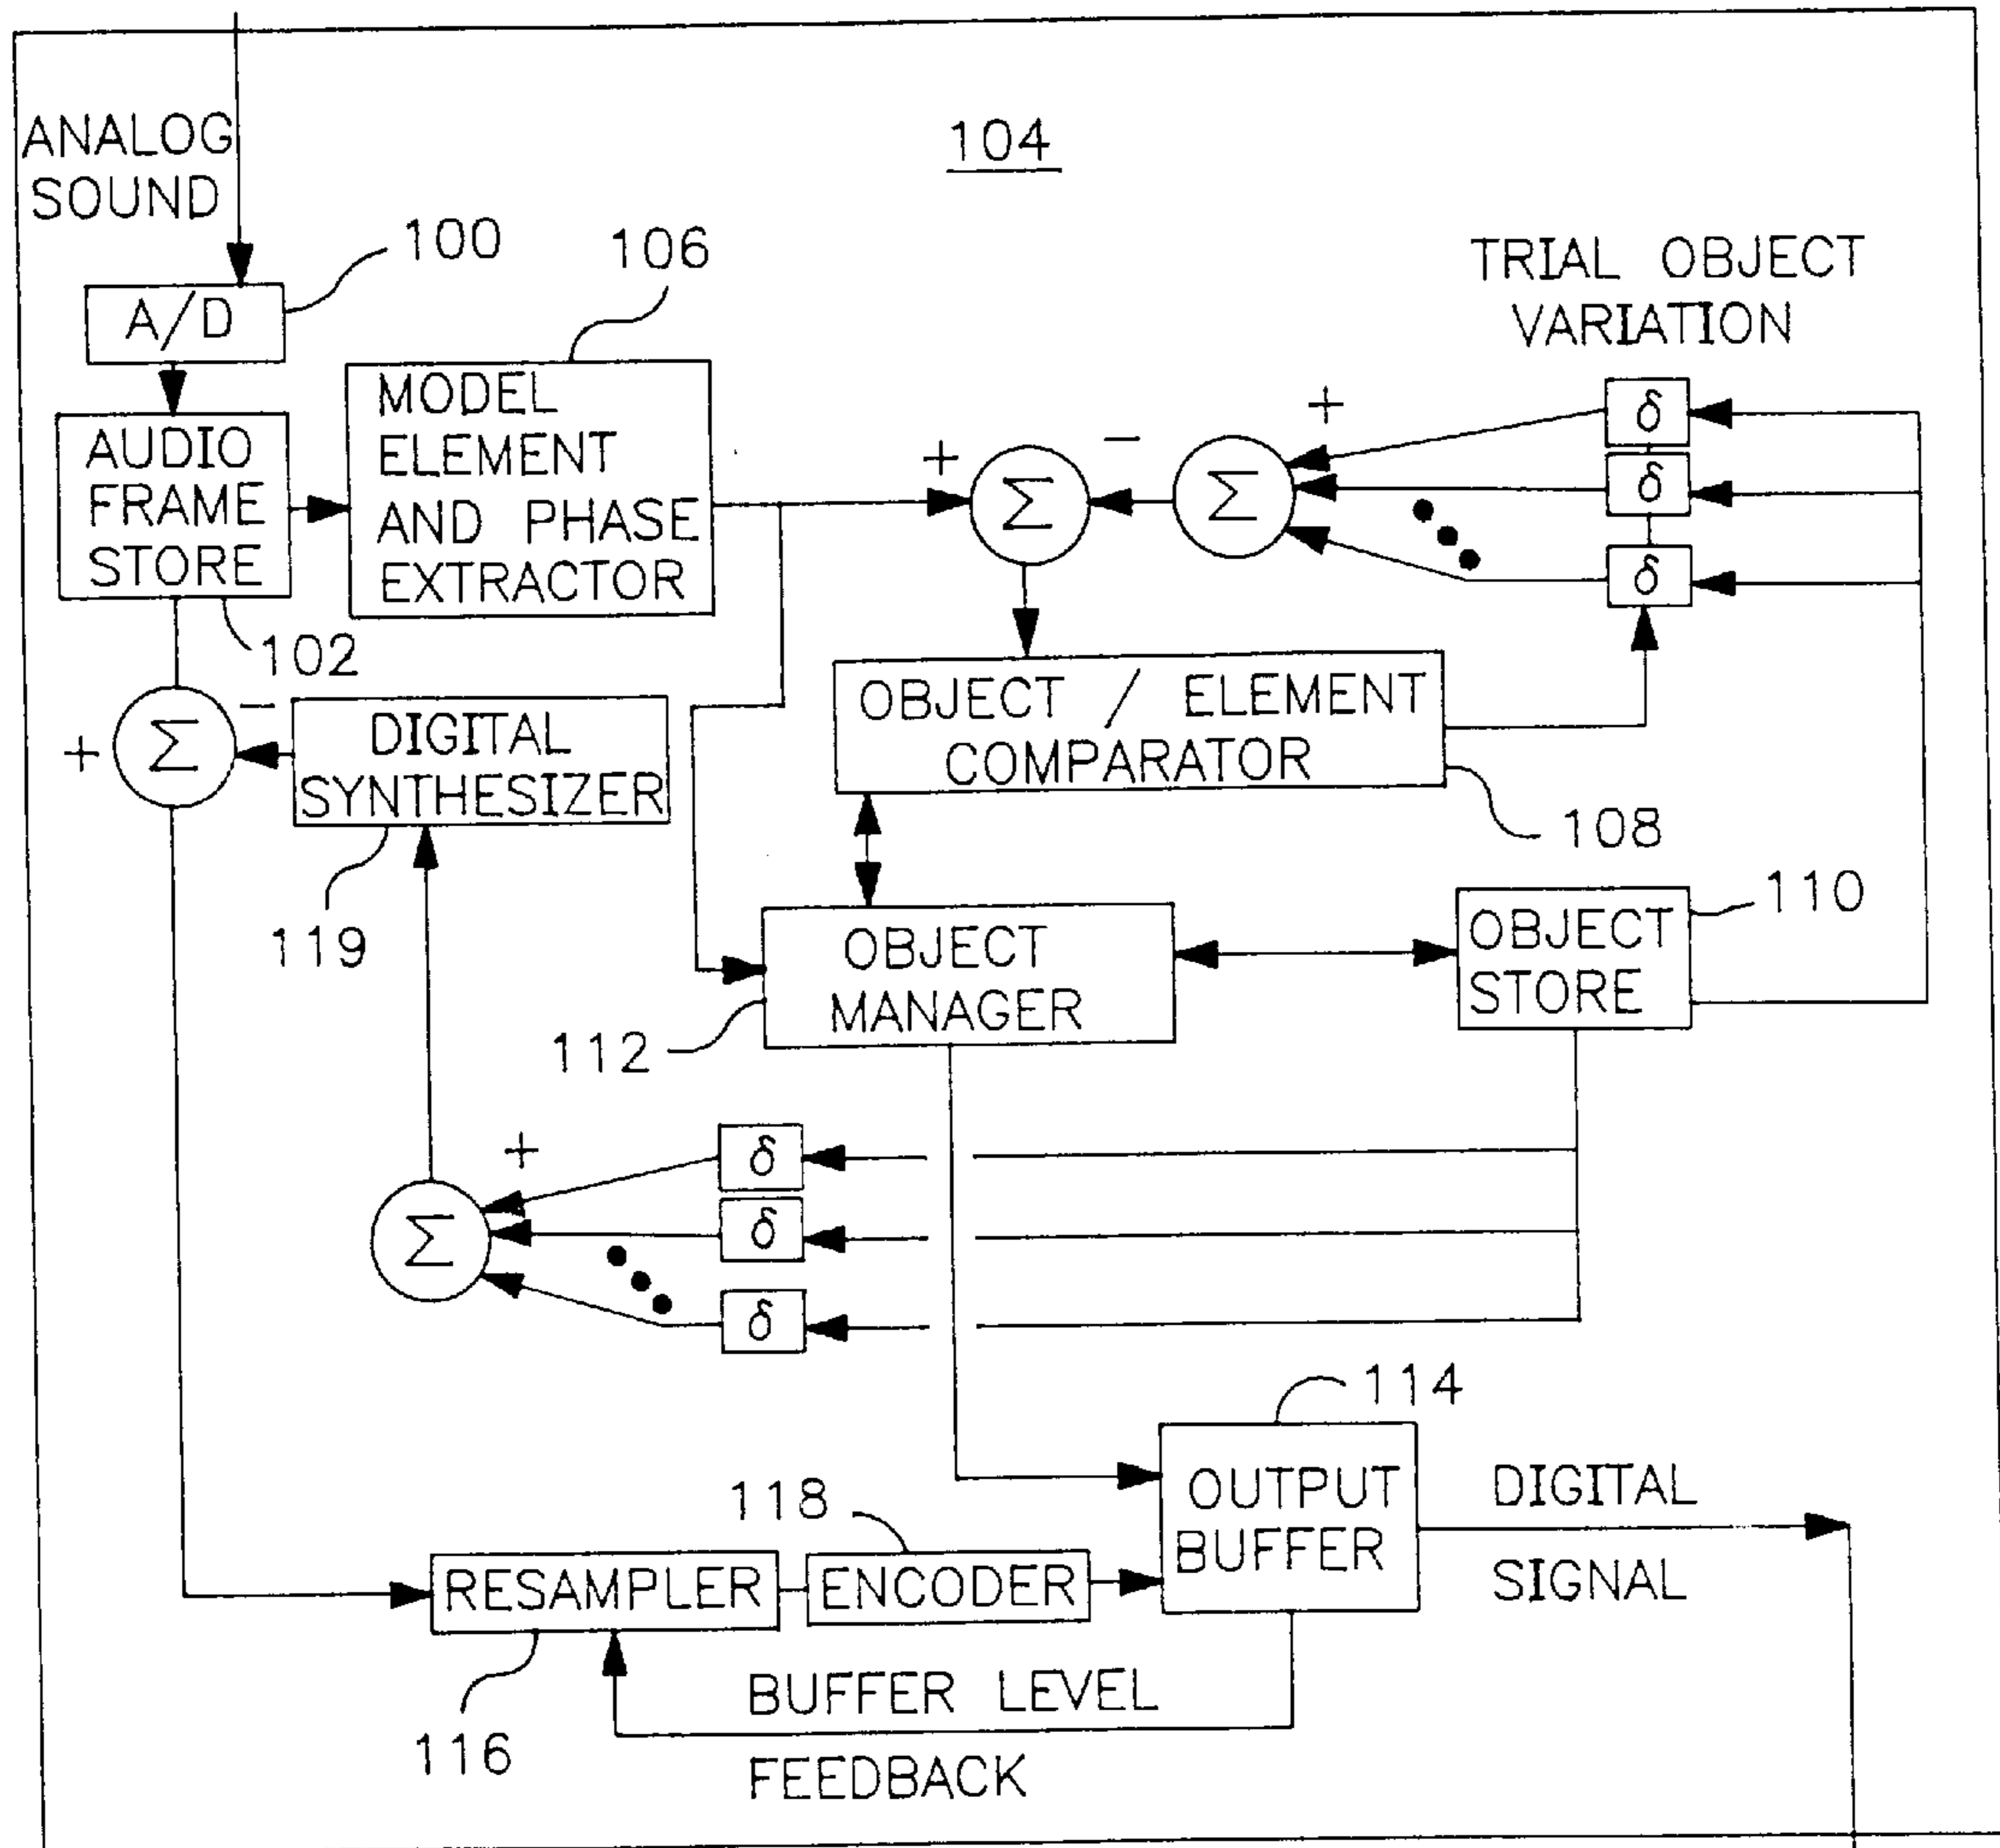 ANALOG
SOUND
104
100
106
TRIAL OBJECT
VARIATION
A/D
MODEL
ELEMENT
AND PHASE
EXTRACTOR
AUDIO
FRAME
STORE
102
+
−
+
Σ
Σ
δ
δ
δ
OBJECT / ELEMENT
COMPARATOR
108
+
−
Σ
DIGITAL
SYNTHESIZER
119
OBJECT
MANAGER
112
OBJECT
STORE
110
+
Σ
δ
δ
δ
114
OUTPUT
BUFFER
DIGITAL
SIGNAL
118
RESAMPLER
ENCODER
116
BUFFER LEVEL
FEEDBACK